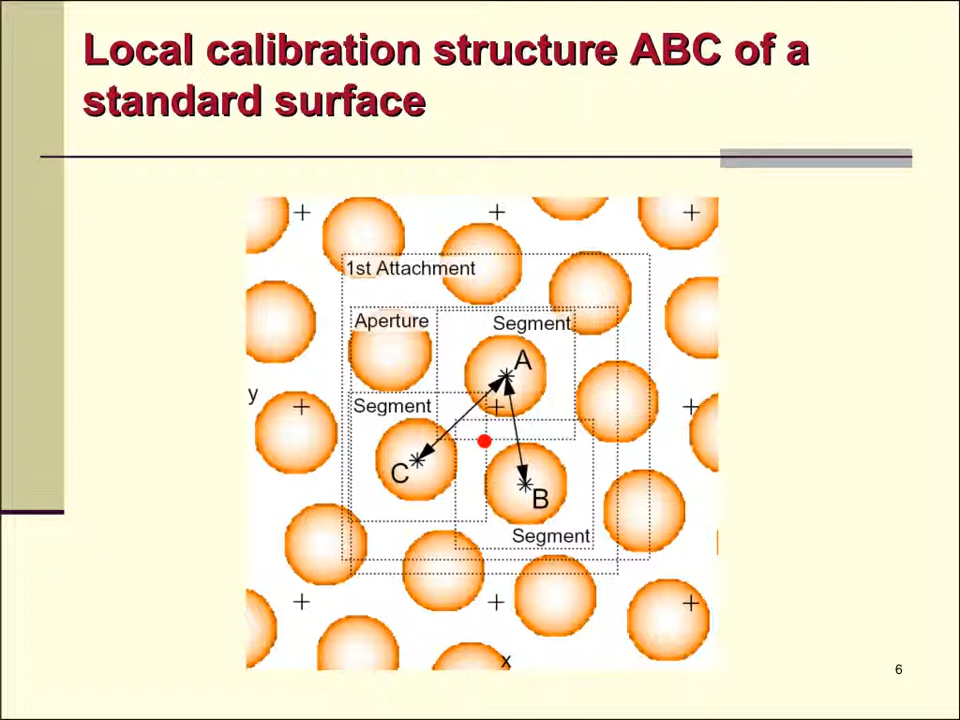 Local calibration structure ABC of a
standard surface
1st Attachment
Aperture
Segment
A
y
Segment
C
B
Segment
x
6